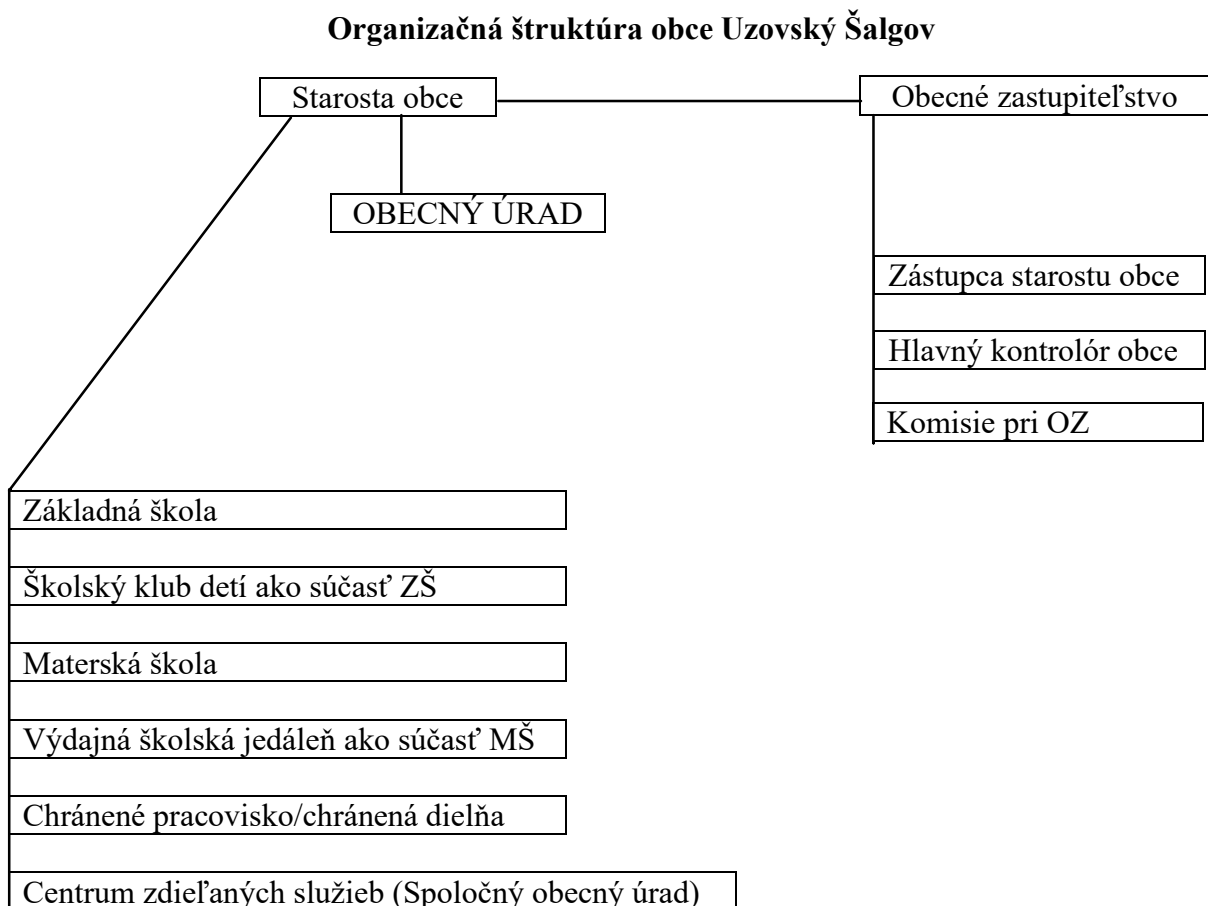 Organizačná štruktúra obce Uzovský Šalgov
Starosta obce
Obecné zastupiteľstvo
OBECNÝ ÚRAD
Zástupca starostu obce
Hlavný kontrolór obce
Komisie pri OZ
Základná škola
Školský klub detí ako súčasť ZŠ
Materská škola
Výdajná školská jedáleň ako súčasť MŠ
Chránené pracovisko/chránená dielňa
Centrum zdieľaných služieb (Spoločný obecný úrad)